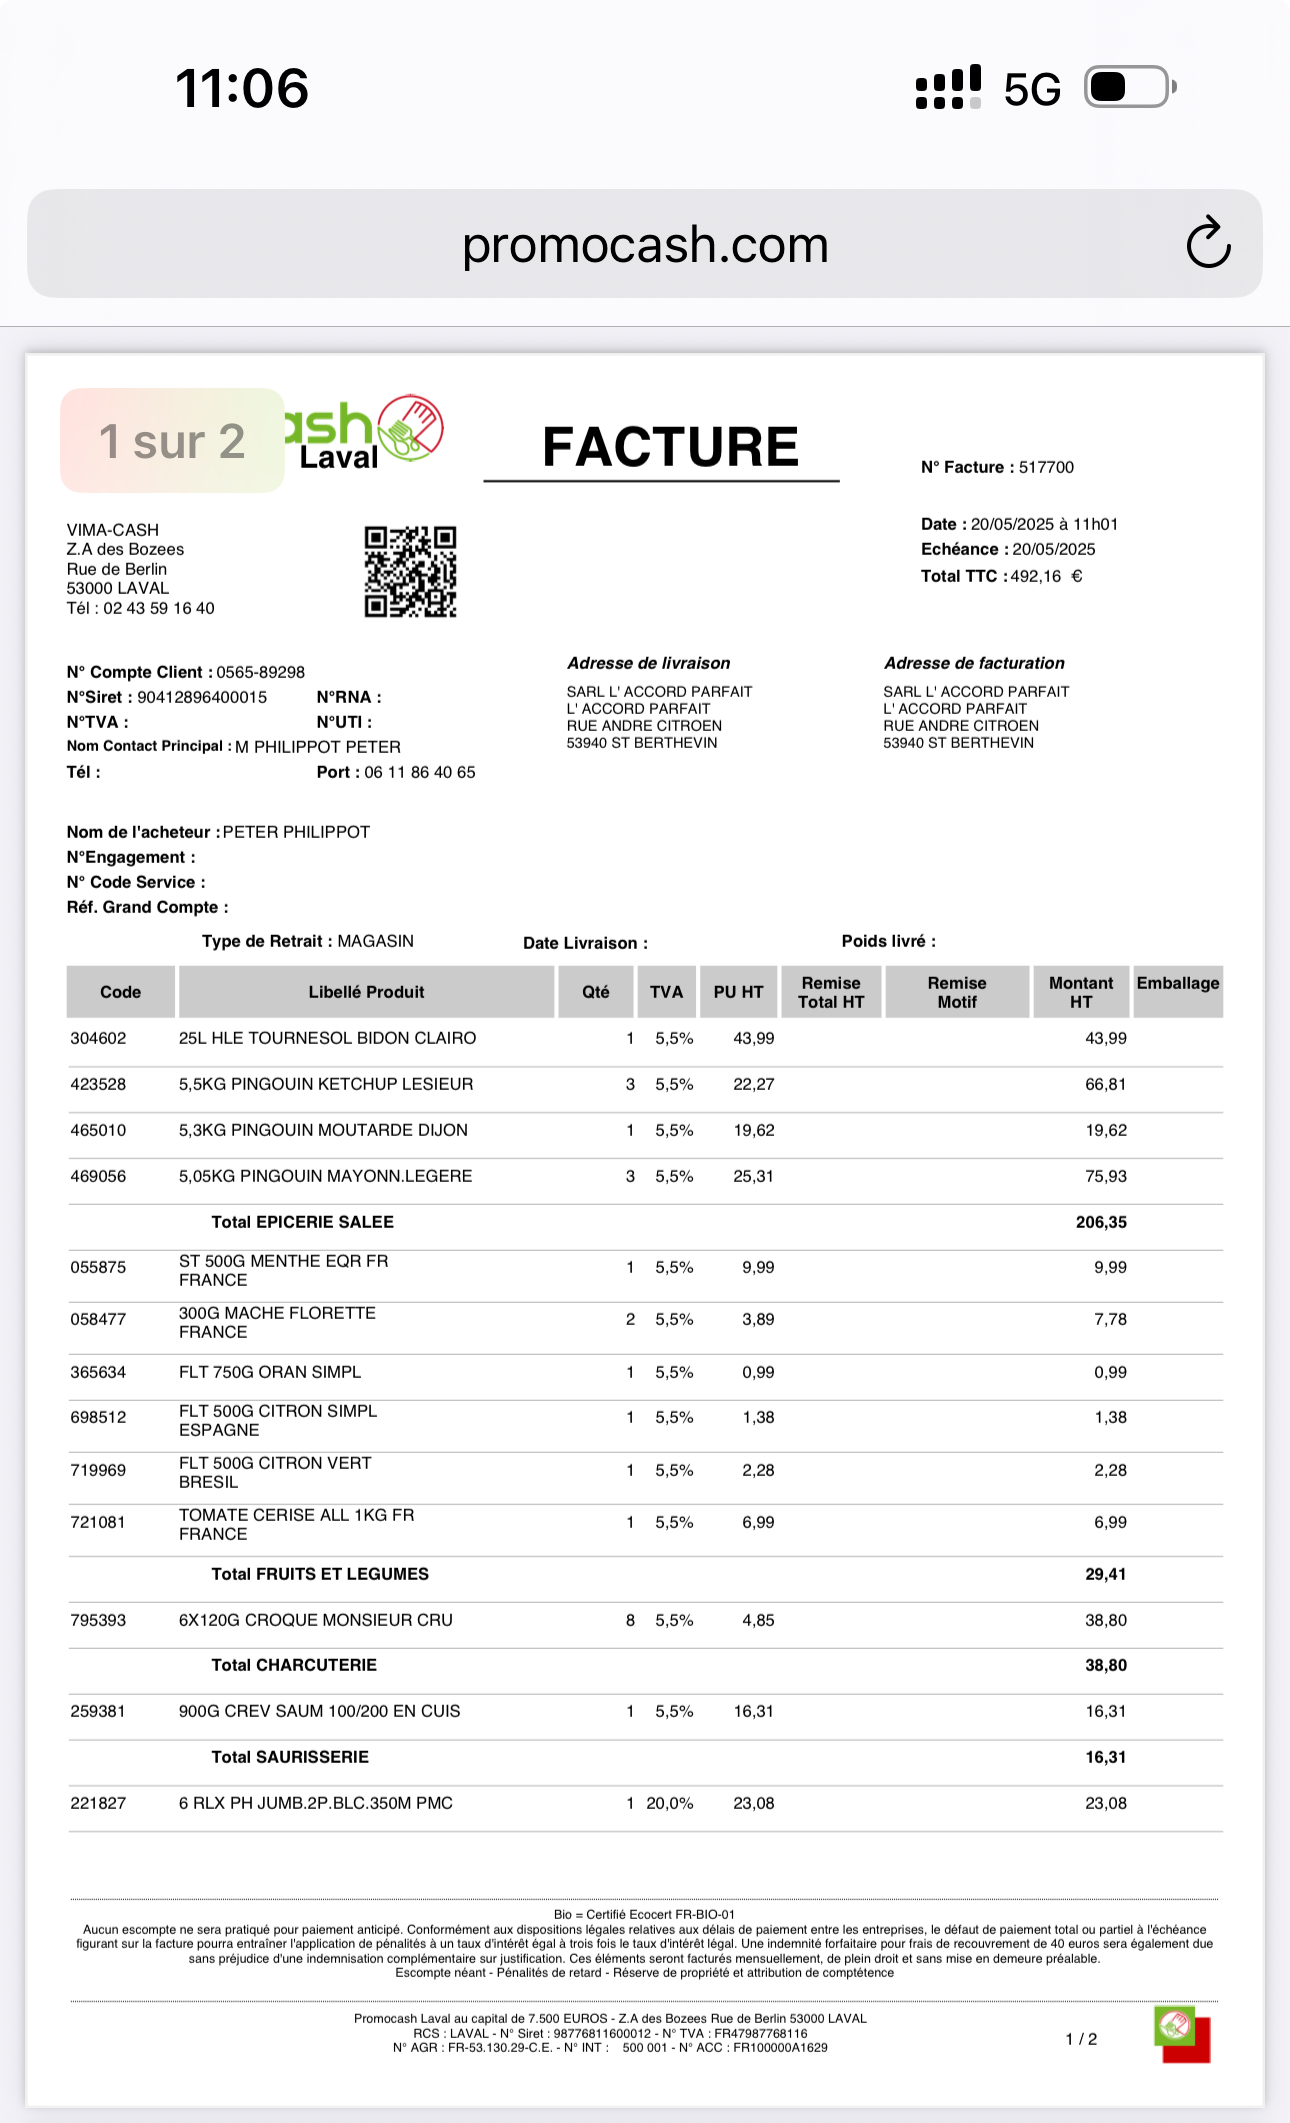 11:06
5G
promocash.com
1 sur 2
ash
Laval
FACTURE
N° Facture : 517700
VIMA-CASH
Z.A des Bozees
Rue de Berlin
53000 LAVAL
Tél : 02 43 59 16 40
Date : 20/05/2025 à 11h01
Echéance : 20/05/2025
Total TTC : 492,16 €
N° Compte Client : 0565-89298
N°Siret : 90412896400015 N°RNA :
N°TVA : N°UTI :
Nom Contact Principal : M PHILIPPOT PETER
Tél : Port : 06 11 86 40 65
Adresse de livraison
SARL L' ACCORD PARFAIT
L' ACCORD PARFAIT
RUE ANDRE CITROEN
53940 ST BERTHEVIN
Adresse de facturation
SARL L' ACCORD PARFAIT
L' ACCORD PARFAIT
RUE ANDRE CITROEN
53940 ST BERTHEVIN
Nom de l'acheteur : PETER PHILIPPOT
N°Engagement :
N° Code Service :
Réf. Grand Compte :
Type de Retrait : MAGASIN Date Livraison : Poids livré :
Code Libellé Produit Qté TVA PU HT Remise Total HT Remise Motif Montant HT Emballage
304602 25L HLE TOURNESOL BIDON CLAIRO 1 5,5% 43,99 43,99
423528 5,5KG PINGOUIN KETCHUP LESIEUR 3 5,5% 22,27 66,81
465010 5,3KG PINGOUIN MOUTARDE DIJON 1 5,5% 19,62 19,62
469056 5,05KG PINGOUIN MAYONN.LEGERE 3 5,5% 25,31 75,93
Total EPICERIE SALEE 206,35
055875 ST 500G MENTHE EQR FR 1 5,5% 9,99 9,99
FRANCE
058477 300G MACHE FLORETTE 2 5,5% 3,89 7,78
FRANCE
365634 FLT 750G ORAN SIMPL 1 5,5% 0,99 0,99
698512 FLT 500G CITRON SIMPL 1 5,5% 1,38 1,38
ESPAGNE
719969 FLT 500G CITRON VERT 1 5,5% 2,28 2,28
BRESIL
721081 TOMATE CERISE ALL 1KG FR 1 5,5% 6,99 6,99
FRANCE
Total FRUITS ET LEGUMES 29,41
795393 6X120G CROQUE MONSIEUR CRU 8 5,5% 4,85 38,80
Total CHARCUTERIE 38,80
259381 900G CREV SAUM 100/200 EN CUIS 1 5,5% 16,31 16,31
Total SAURISSERIE 16,31
221827 6 RLX PH JUMB.2P.BLC.350M PMC 1 20,0% 23,08 23,08
Bio = Certifié Ecocert FR-BIO-01
Aucun escompte ne sera pratiqué pour paiement anticipé. Conformément aux dispositions légales relatives aux délais de paiement entre les entreprises, le défaut de paiement total ou partiel à l'échéance
figurant sur la facture pourra entraîner l'application de pénalités à un taux d'intérêt égal à trois fois le taux d'intérêt légal. Une indemnité forfaitaire pour frais de recouvrement de 40 euros sera également due
sans préjudice d'une indemnisation complémentaire sur justification. Ces éléments seront facturés mensuellement, de plein droit et sans mise en demeure préalable.
Escompte néant - Pénalités de retard - Réserve de propriété et attribution de comptétence
Promocash Laval au capital de 7.500 EUROS - Z.A des Bozees Rue de Berlin 53000 LAVAL
RCS : LAVAL - N° Siret : 98776811600012 - N° TVA : FR47987768116
N° AGR : FR-53.130.29-C.E. - N° INT : 500 001 - N° ACC : FR100000A1629
1 / 2